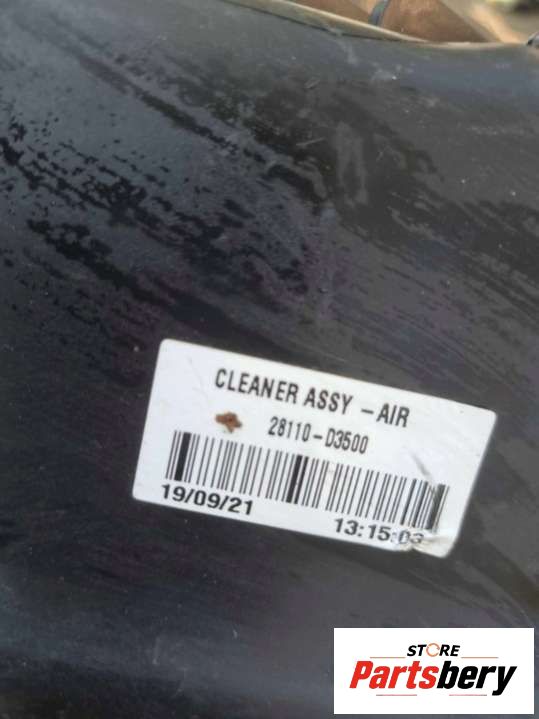 CLEANER ASSY - AIR
28110-D3500
19/09/21
13:15:03
STORE
Partsbery